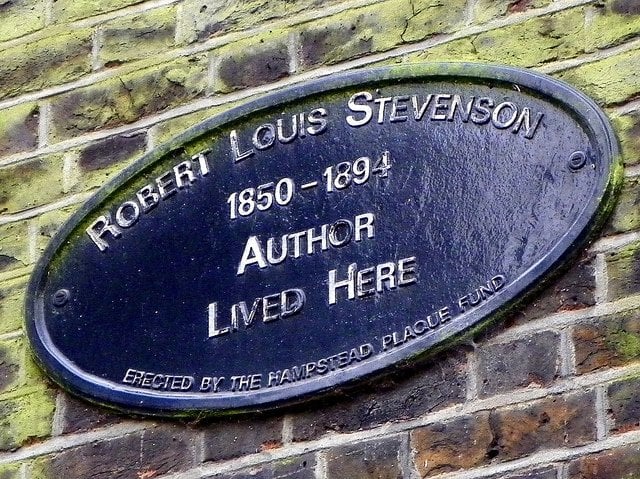 Robert Louis Stevenson
1850 - 1894
Author
Lived Here
ERECTED BY THE HAMPSTEAD PLAQUE FUND